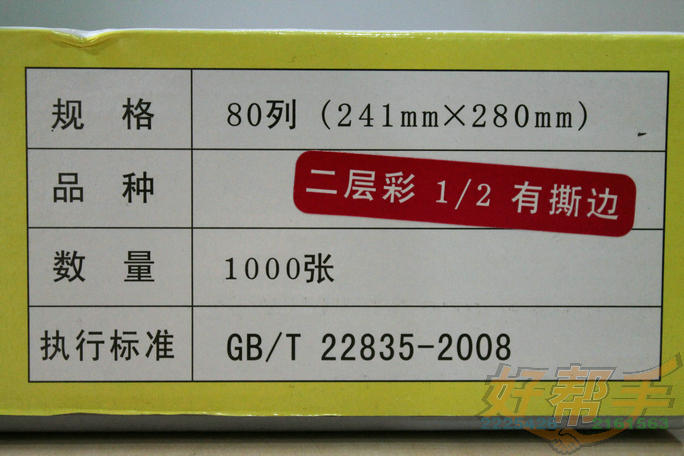 规 格 80列 (241mm×280mm)
品 种 二层彩 1/2 有撕边
数 量 1000张
执行标准 GB/T 22835-2008
好帮手